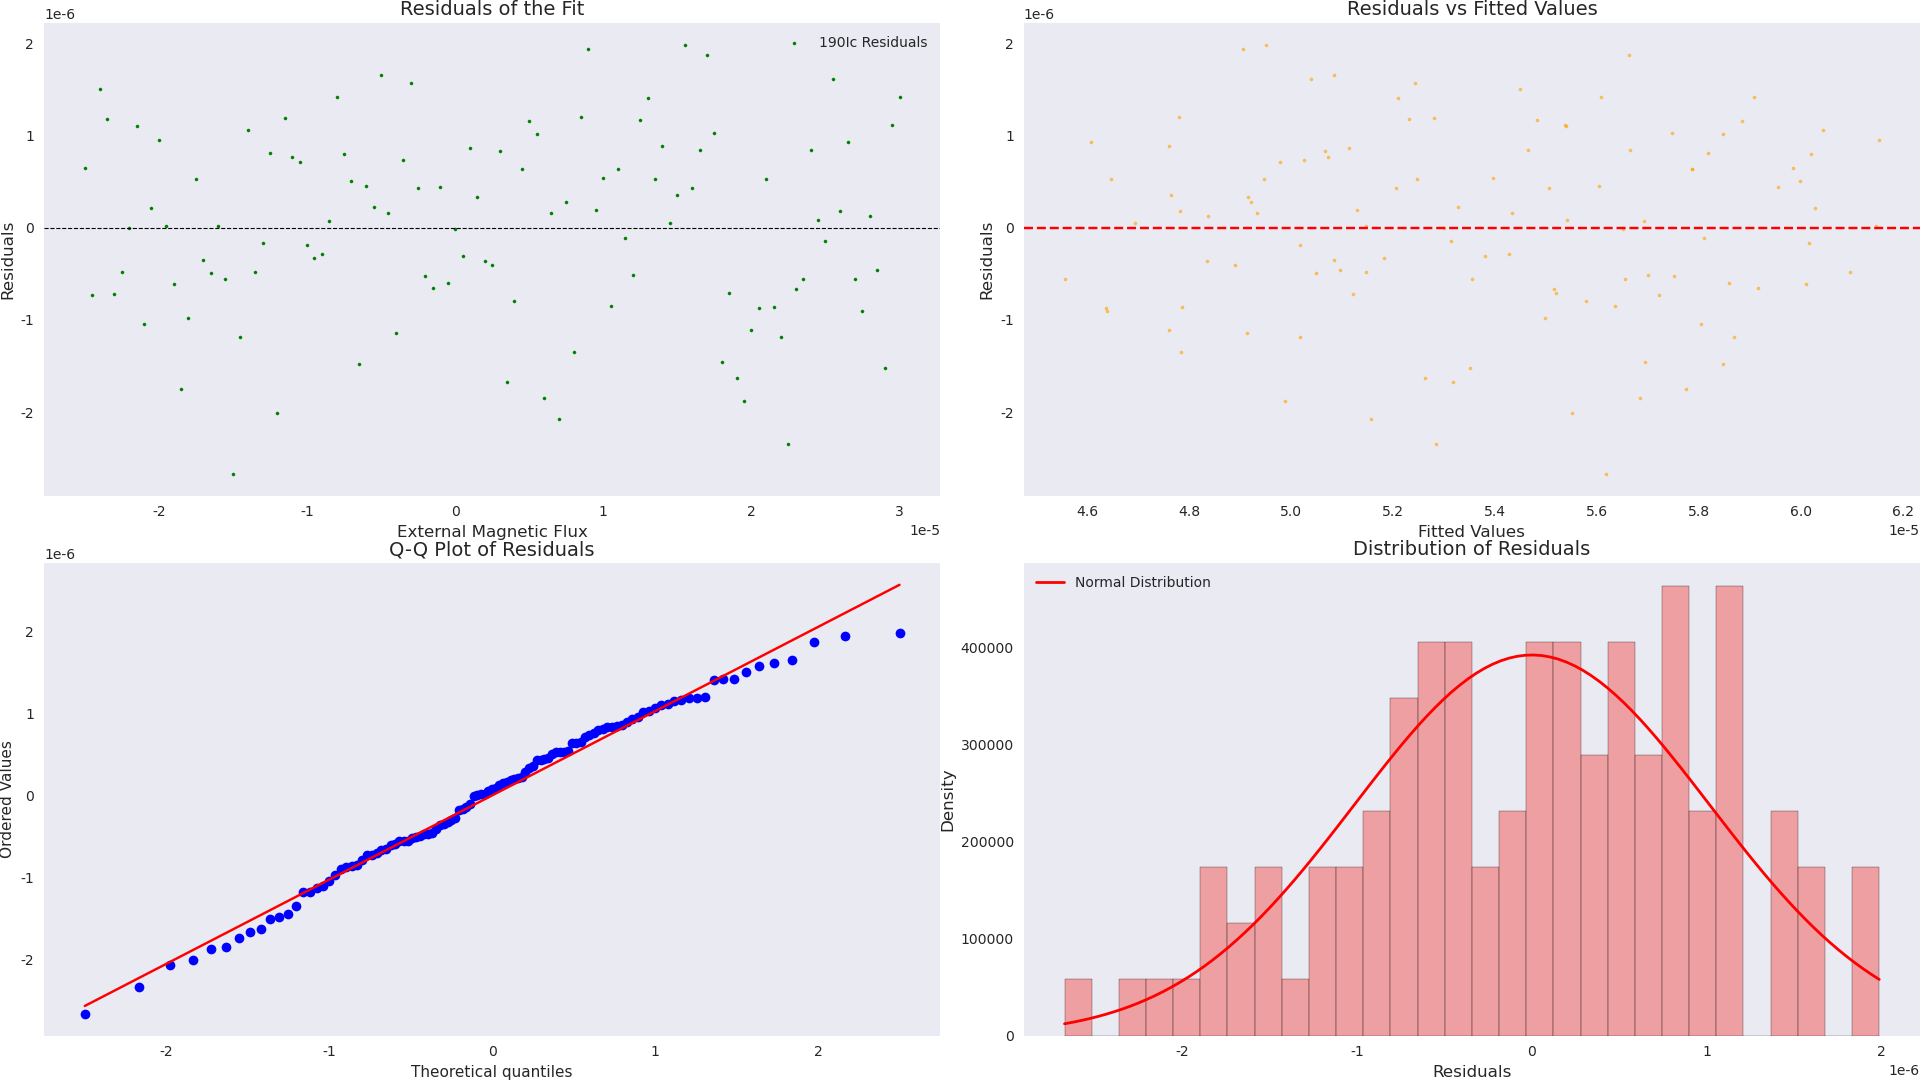 Residuals of the Fit
1e-6
190Ic Residuals
2
1
0
-1
-2
Residuals
-2
-1
0
1
2
3
1e-5
External Magnetic Flux
Residuals vs Fitted Values
1e-6
2
1
0
-1
-2
Residuals
4.6
4.8
5.0
5.2
5.4
5.6
5.8
6.0
6.2
1e-5
Fitted Values
Q-Q Plot of Residuals
1e-6
2
1
0
-1
-2
Ordered Values
-2
-1
0
1
2
Theoretical quantiles
Distribution of Residuals
Normal Distribution
400000
300000
200000
100000
0
Density
-2
-1
0
1
2
1e-6
Residuals